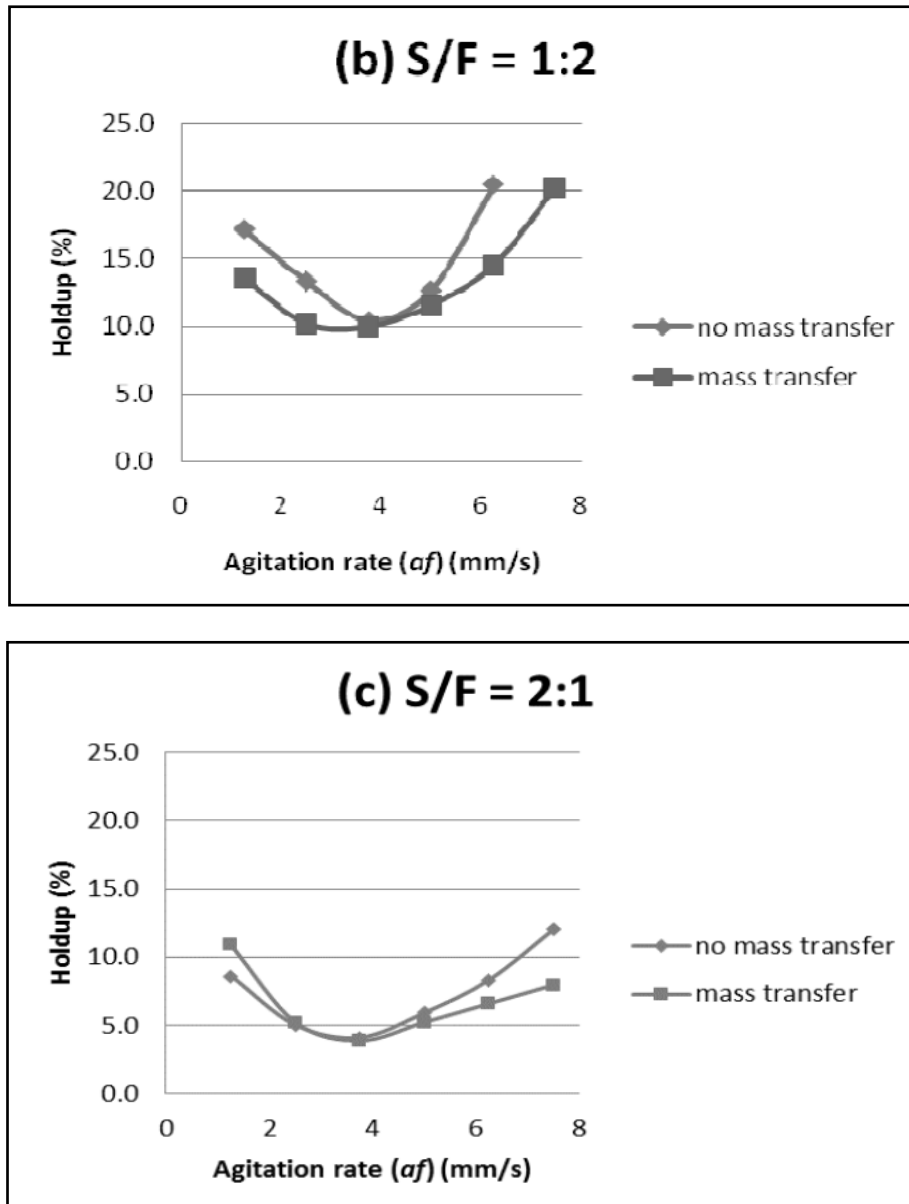 (b) S/F = 1:2
25.0
20.0
15.0
10.0
5.0
0.0
Holdup (%)
0 2 4 6 8
Agitation rate (af) (mm/s)
no mass transfer
mass transfer
(c) S/F = 2:1
25.0
20.0
15.0
10.0
5.0
0.0
Holdup (%)
0 2 4 6 8
Agitation rate (af) (mm/s)
no mass transfer
mass transfer